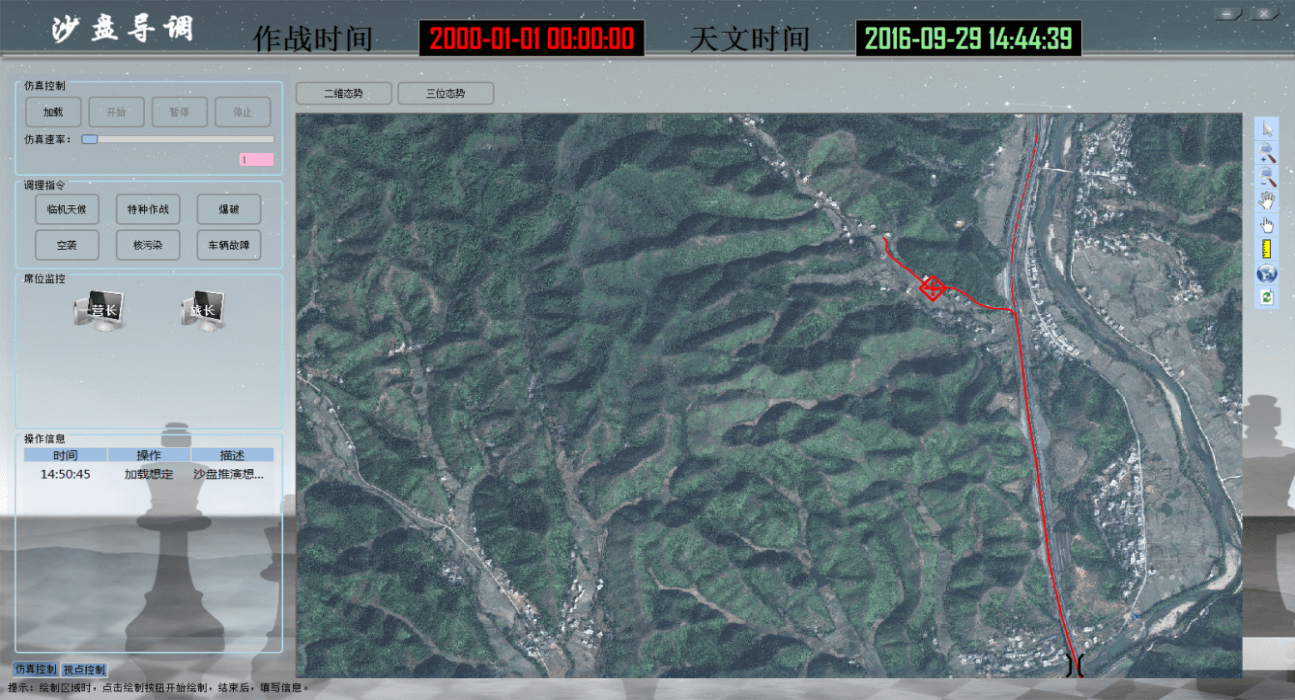 沙盘导调
作战时间 2000-01-01 00:00:00 天文时间 2016-09-29 14:44:39
仿真控制
加载 开始 暂停 停止
仿真速率：
1
调理指令
临机天候 特种作战 爆破
空袭 核污染 车辆故障
席位监控
营长 旅长
操作信息
时间 操作 描述
14:50:45 加载想定 沙盘推演想...
仿真控制 视点控制
提示：绘制区域时，点击绘制按钮开始绘制，结束后，填写信息。
二维态势 三位态势